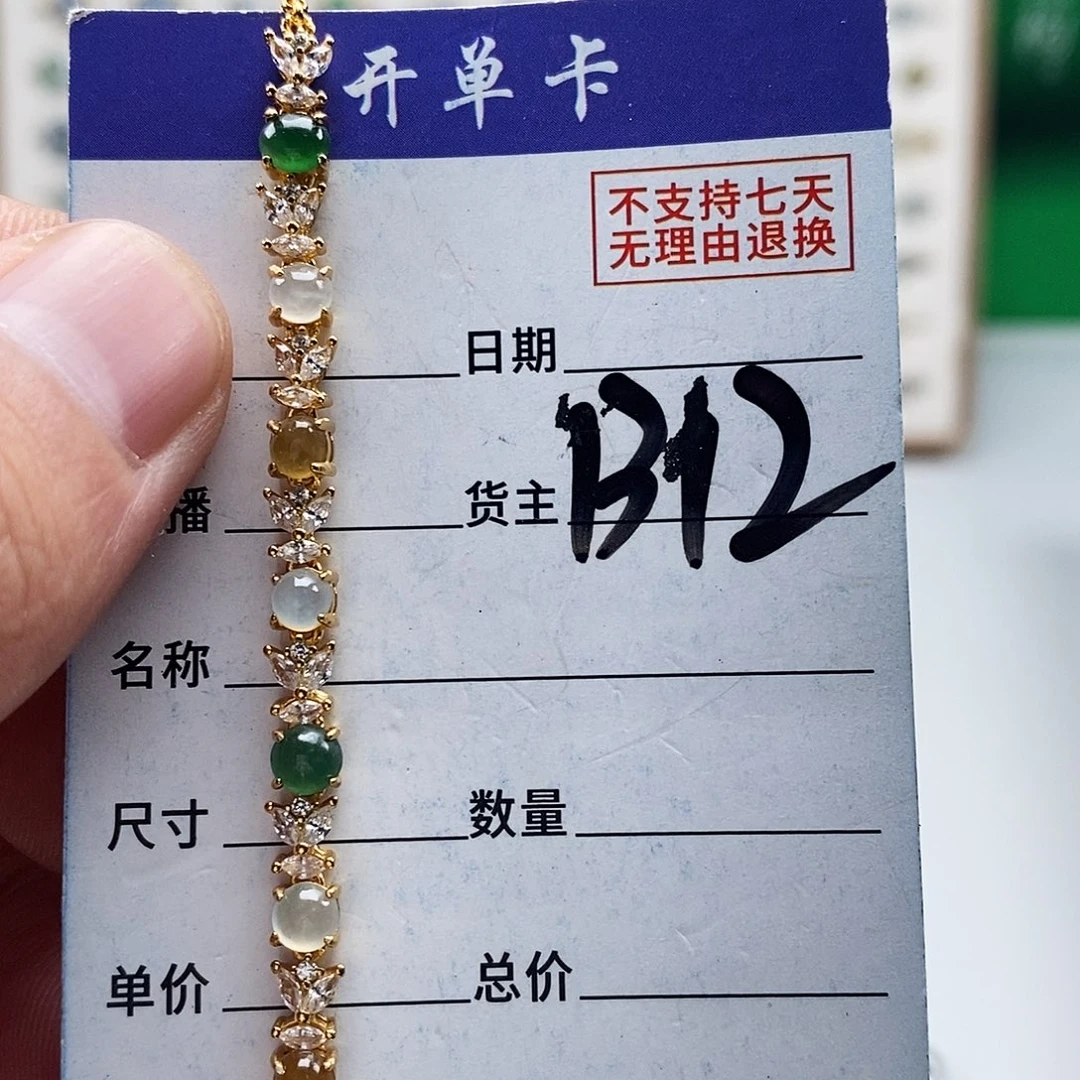 开单卡
不支持七天
无理由退换
日期
播 货主 B12
名称
尺寸 数量
单价 总价